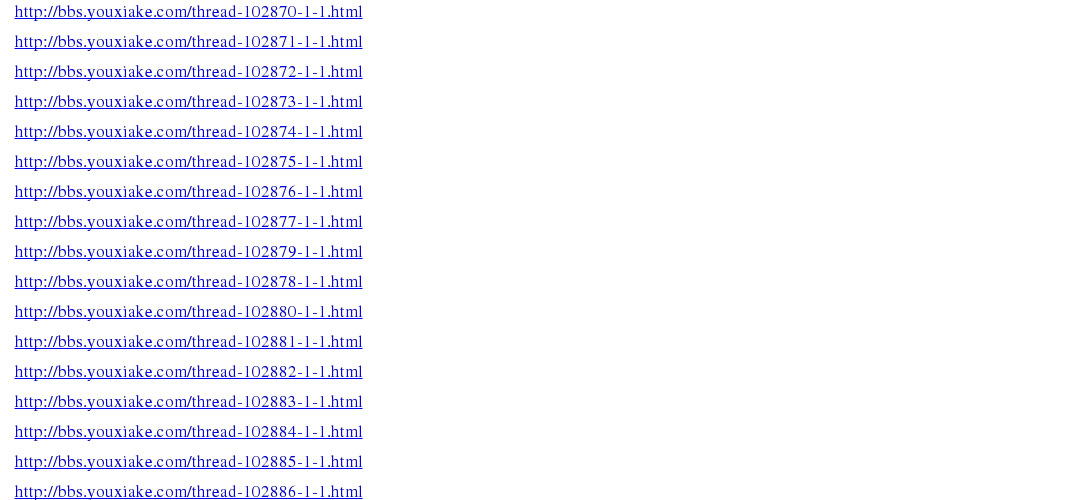 http://bbs.youxiake.com/thread-102870-1-1.html
http://bbs.youxiake.com/thread-102871-1-1.html
http://bbs.youxiake.com/thread-102872-1-1.html
http://bbs.youxiake.com/thread-102873-1-1.html
http://bbs.youxiake.com/thread-102874-1-1.html
http://bbs.youxiake.com/thread-102875-1-1.html
http://bbs.youxiake.com/thread-102876-1-1.html
http://bbs.youxiake.com/thread-102877-1-1.html
http://bbs.youxiake.com/thread-102879-1-1.html
http://bbs.youxiake.com/thread-102878-1-1.html
http://bbs.youxiake.com/thread-102880-1-1.html
http://bbs.youxiake.com/thread-102881-1-1.html
http://bbs.youxiake.com/thread-102882-1-1.html
http://bbs.youxiake.com/thread-102883-1-1.html
http://bbs.youxiake.com/thread-102884-1-1.html
http://bbs.youxiake.com/thread-102885-1-1.html
http://bbs.youxiake.com/thread-102886-1-1.html